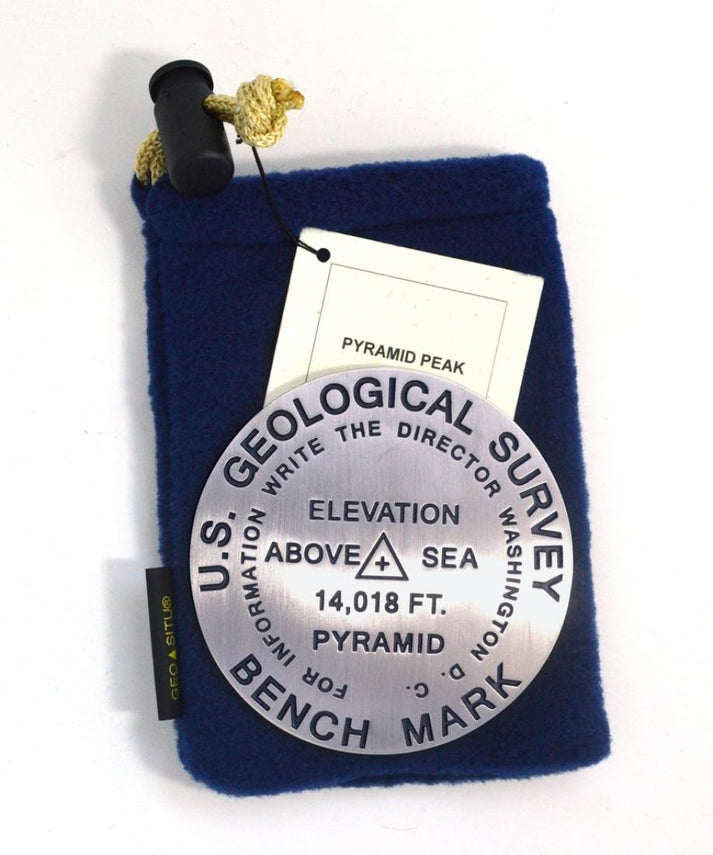 PYRAMID PEAK
U.S. GEOLOGICAL SURVEY
FOR INFORMATION WRITE THE DIRECTOR WASHINGTON D. C.
ELEVATION
ABOVE SEA
14,018 FT.
PYRAMID
BENCH MARK
GEO▲SITU®